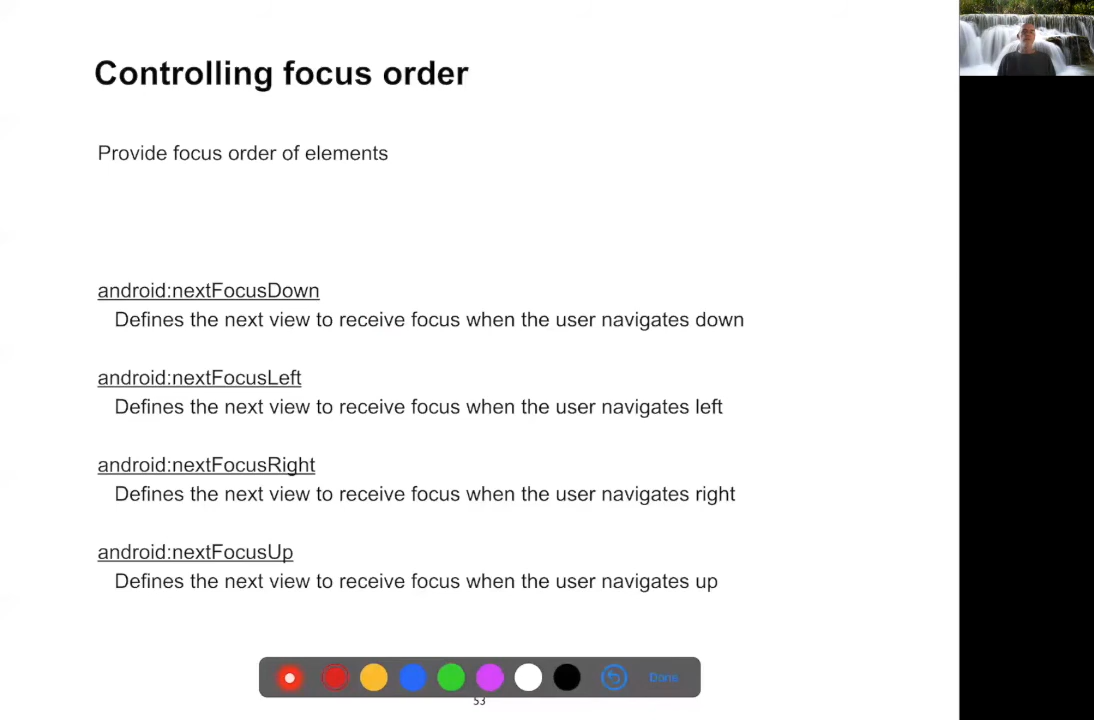 Controlling focus order
Provide focus order of elements
android:nextFocusDown
Defines the next view to receive focus when the user navigates down
android:nextFocusLeft
Defines the next view to receive focus when the user navigates left
android:nextFocusRight
Defines the next view to receive focus when the user navigates right
android:nextFocusUp
Defines the next view to receive focus when the user navigates up
Done
53